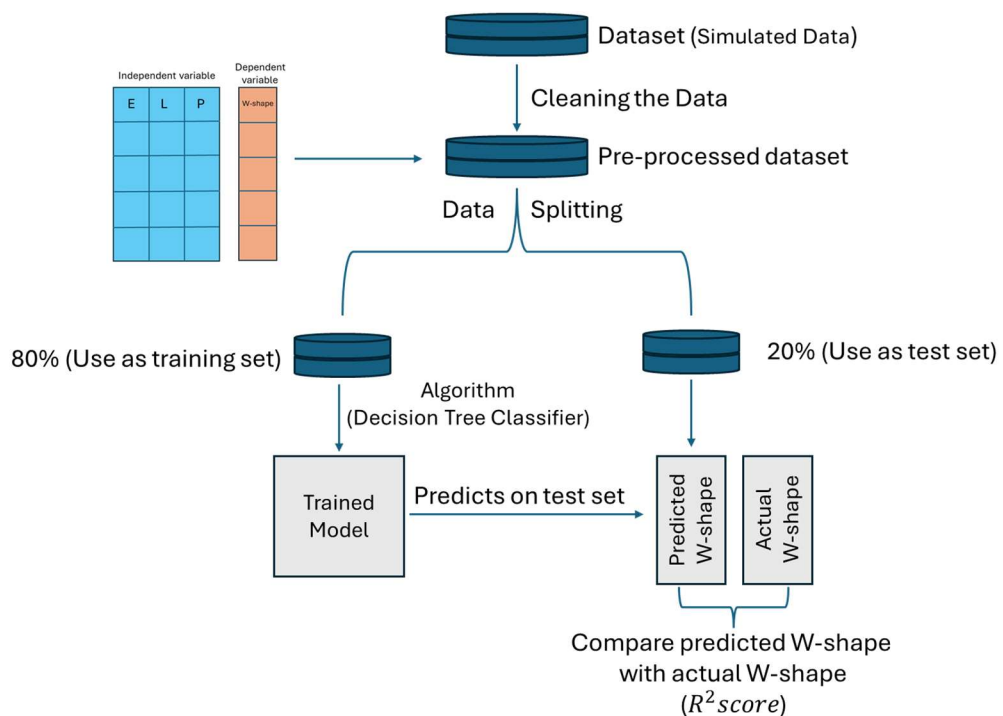 Dataset (Simulated Data)
Independent variable
Dependent
variable
E L P
W-shape
Cleaning the Data
Pre-processed dataset
Data Splitting
80% (Use as training set)
20% (Use as test set)
Algorithm
(Decision Tree Classifier)
Trained
Model
Predicts on test set
Predicted
W-shape
Actual
W-shape
Compare predicted W-shape
with actual W-shape
(R² score)